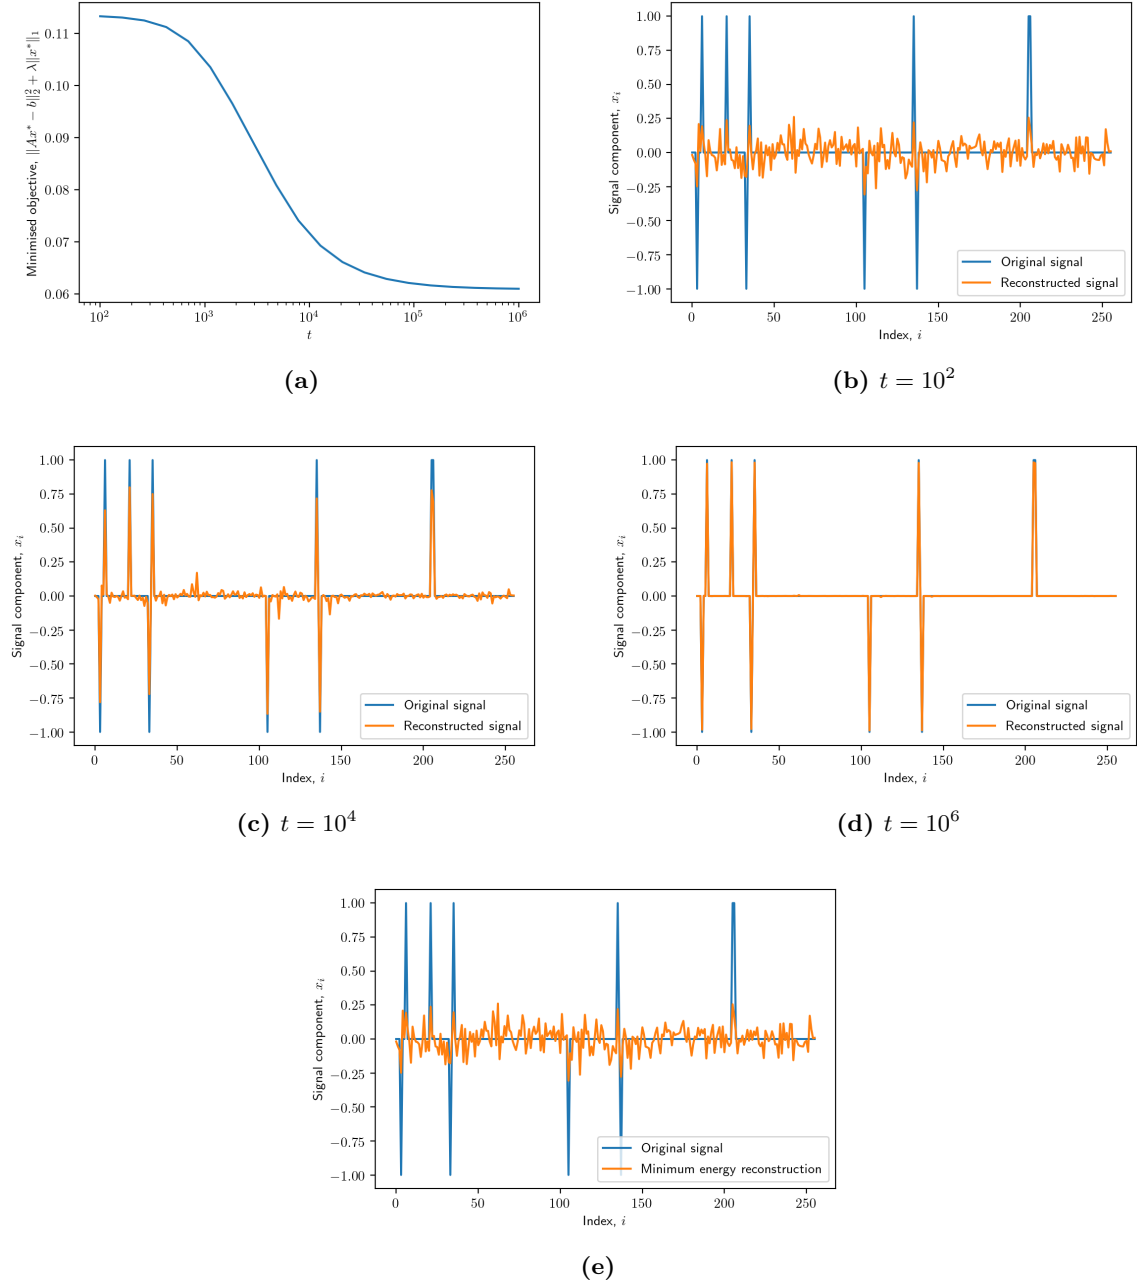 0.11
0.10
0.09
0.08
0.07
0.06
Minimised objective, ‖Ax* − b‖₂² + λ‖x*‖₁
10² 10³ 10⁴ 10⁵ 10⁶
t
(a)
1.00
0.75
0.50
0.25
0.00
−0.25
−0.50
−0.75
−1.00
Signal component, xᵢ
Original signal
Reconstructed signal
0 50 100 150 200 250
Index, i
(b) t = 10²
1.00
0.75
0.50
0.25
0.00
−0.25
−0.50
−0.75
−1.00
Signal component, xᵢ
Original signal
Reconstructed signal
0 50 100 150 200 250
Index, i
(c) t = 10⁴
1.00
0.75
0.50
0.25
0.00
−0.25
−0.50
−0.75
−1.00
Signal component, xᵢ
Original signal
Reconstructed signal
0 50 100 150 200 250
Index, i
(d) t = 10⁶
1.00
0.75
0.50
0.25
0.00
−0.25
−0.50
−0.75
−1.00
Signal component, xᵢ
Original signal
Minimum energy reconstruction
0 50 100 150 200 250
Index, i
(e)